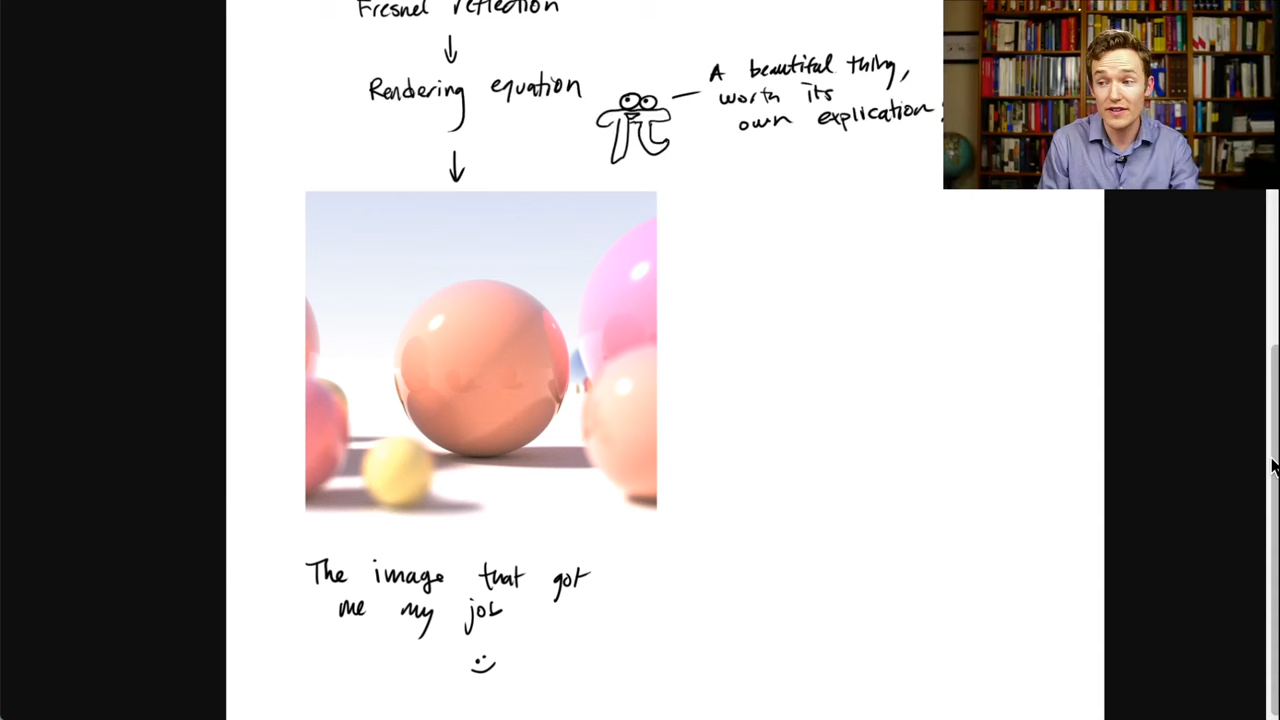 Fresnel reflection
Rendering equation
A beautiful thing,
worth its
own explication
The image that got
me my job